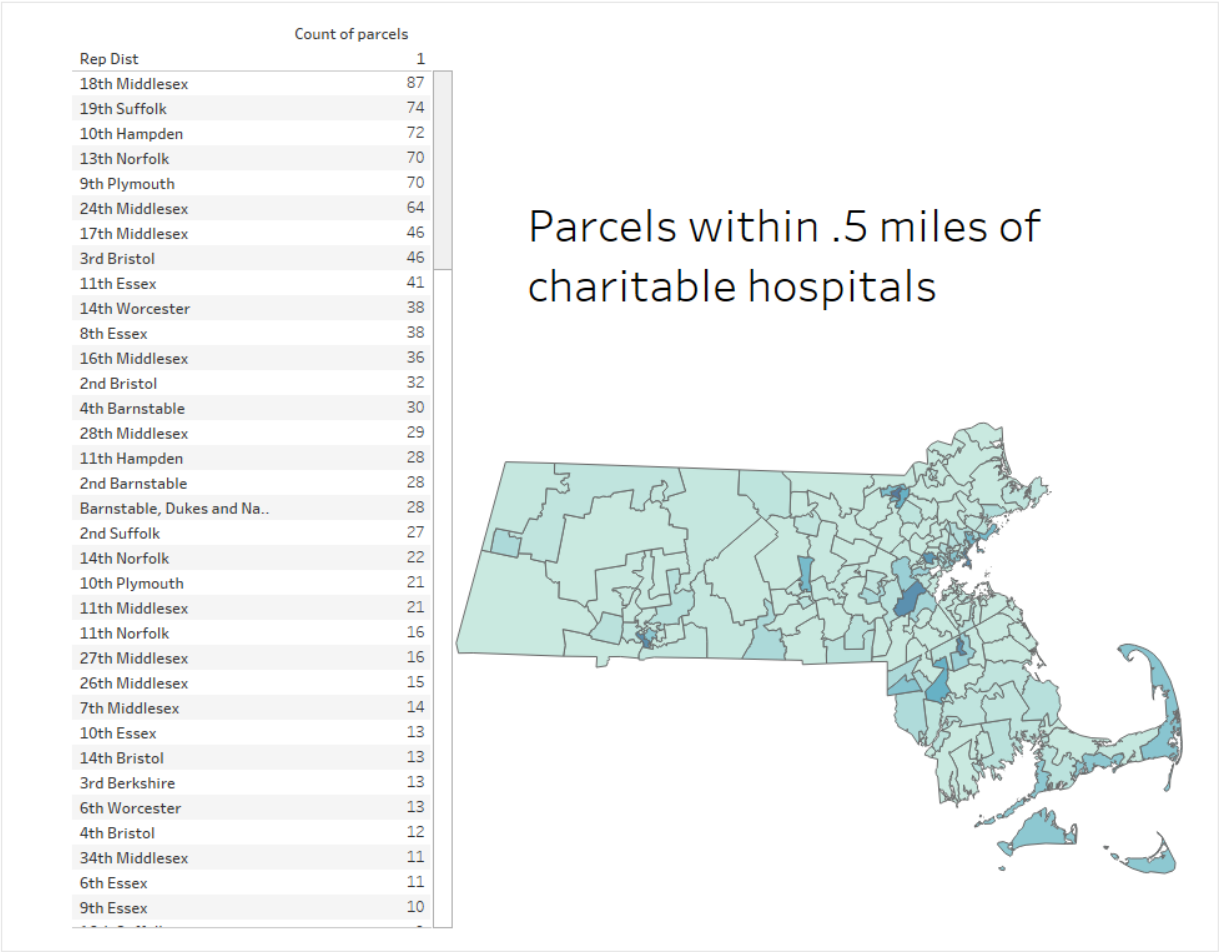 Count of parcels
Rep Dist 1
18th Middlesex 87
19th Suffolk 74
10th Hampden 72
13th Norfolk 70
9th Plymouth 70
24th Middlesex 64
17th Middlesex 46
3rd Bristol 46
11th Essex 41
14th Worcester 38
8th Essex 38
16th Middlesex 36
2nd Bristol 32
4th Barnstable 30
28th Middlesex 29
11th Hampden 28
2nd Barnstable 28
Barnstable, Dukes and Na.. 28
2nd Suffolk 27
14th Norfolk 22
10th Plymouth 21
11th Middlesex 21
11th Norfolk 16
27th Middlesex 16
26th Middlesex 15
7th Middlesex 14
10th Essex 13
14th Bristol 13
3rd Berkshire 13
6th Worcester 13
4th Bristol 12
34th Middlesex 11
6th Essex 11
9th Essex 10
Parcels within .5 miles of
charitable hospitals